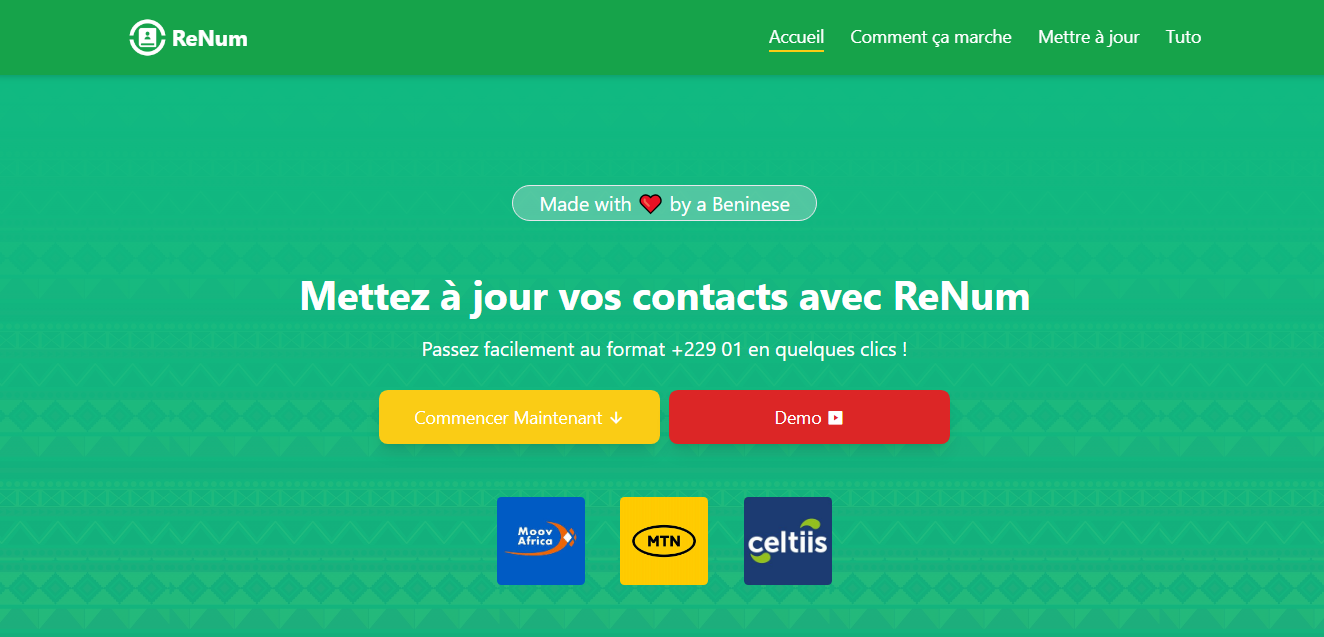 ReNum
Accueil Comment ça marche Mettre à jour Tuto
Made with ❤️ by a Beninese
Mettez à jour vos contacts avec ReNum
Passez facilement au format +229 01 en quelques clics !
Commencer Maintenant ↓
Demo ▶
Moov
Africa
MTN
celtiis